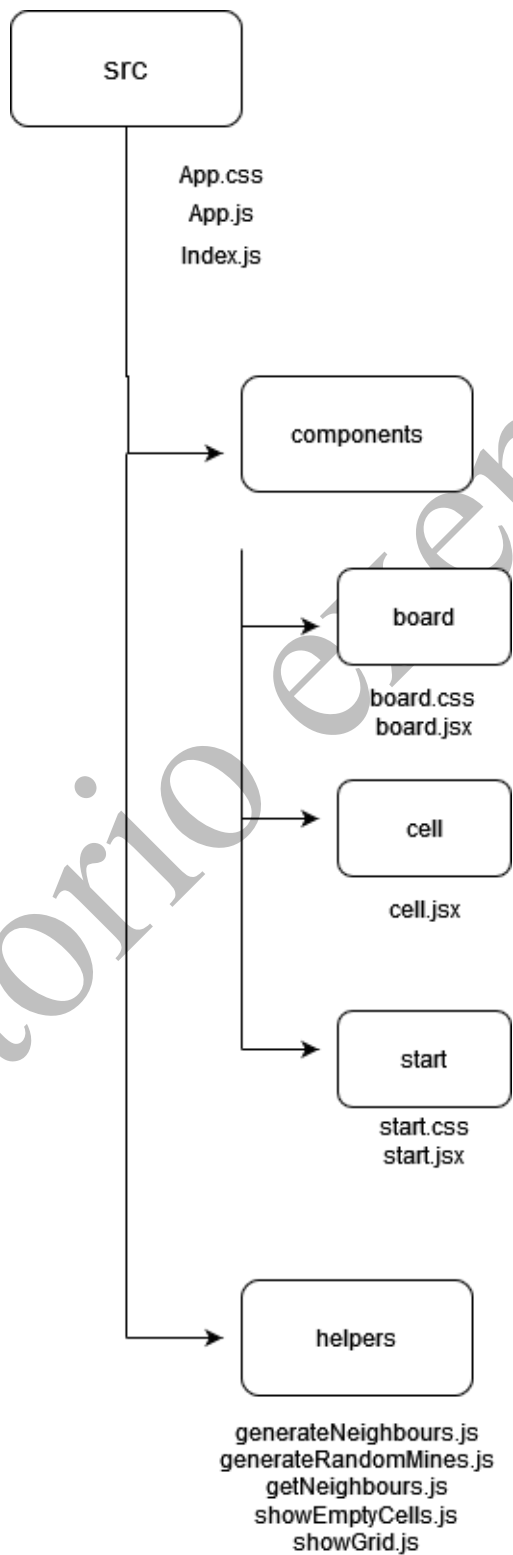 src
App.css
App.js
Index.js
components
board
board.css
board.jsx
cell
cell.jsx
start
start.css
start.jsx
helpers
generateNeighbours.js
generateRandomMines.js
getNeighbours.js
showEmptyCells.js
showGrid.js